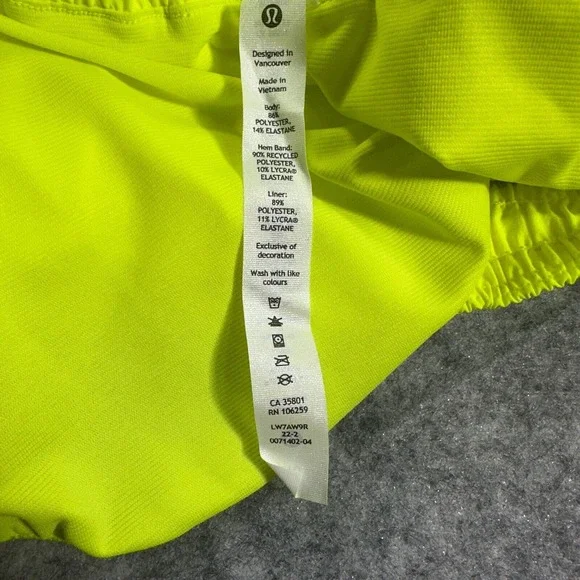 Designed in
Vancouver
Made in
Vietnam
Body:
86%
POLYESTER,
14% ELASTANE
Hem Band:
90% RECYCLED
POLYESTER,
10% LYCRA®
ELASTANE
Liner:
89%
POLYESTER,
11% LYCRA®
ELASTANE
Exclusive of
decoration
Wash with like
colours
CA 35801
RN 106259
LW7AW9R
22-2
0071402-04